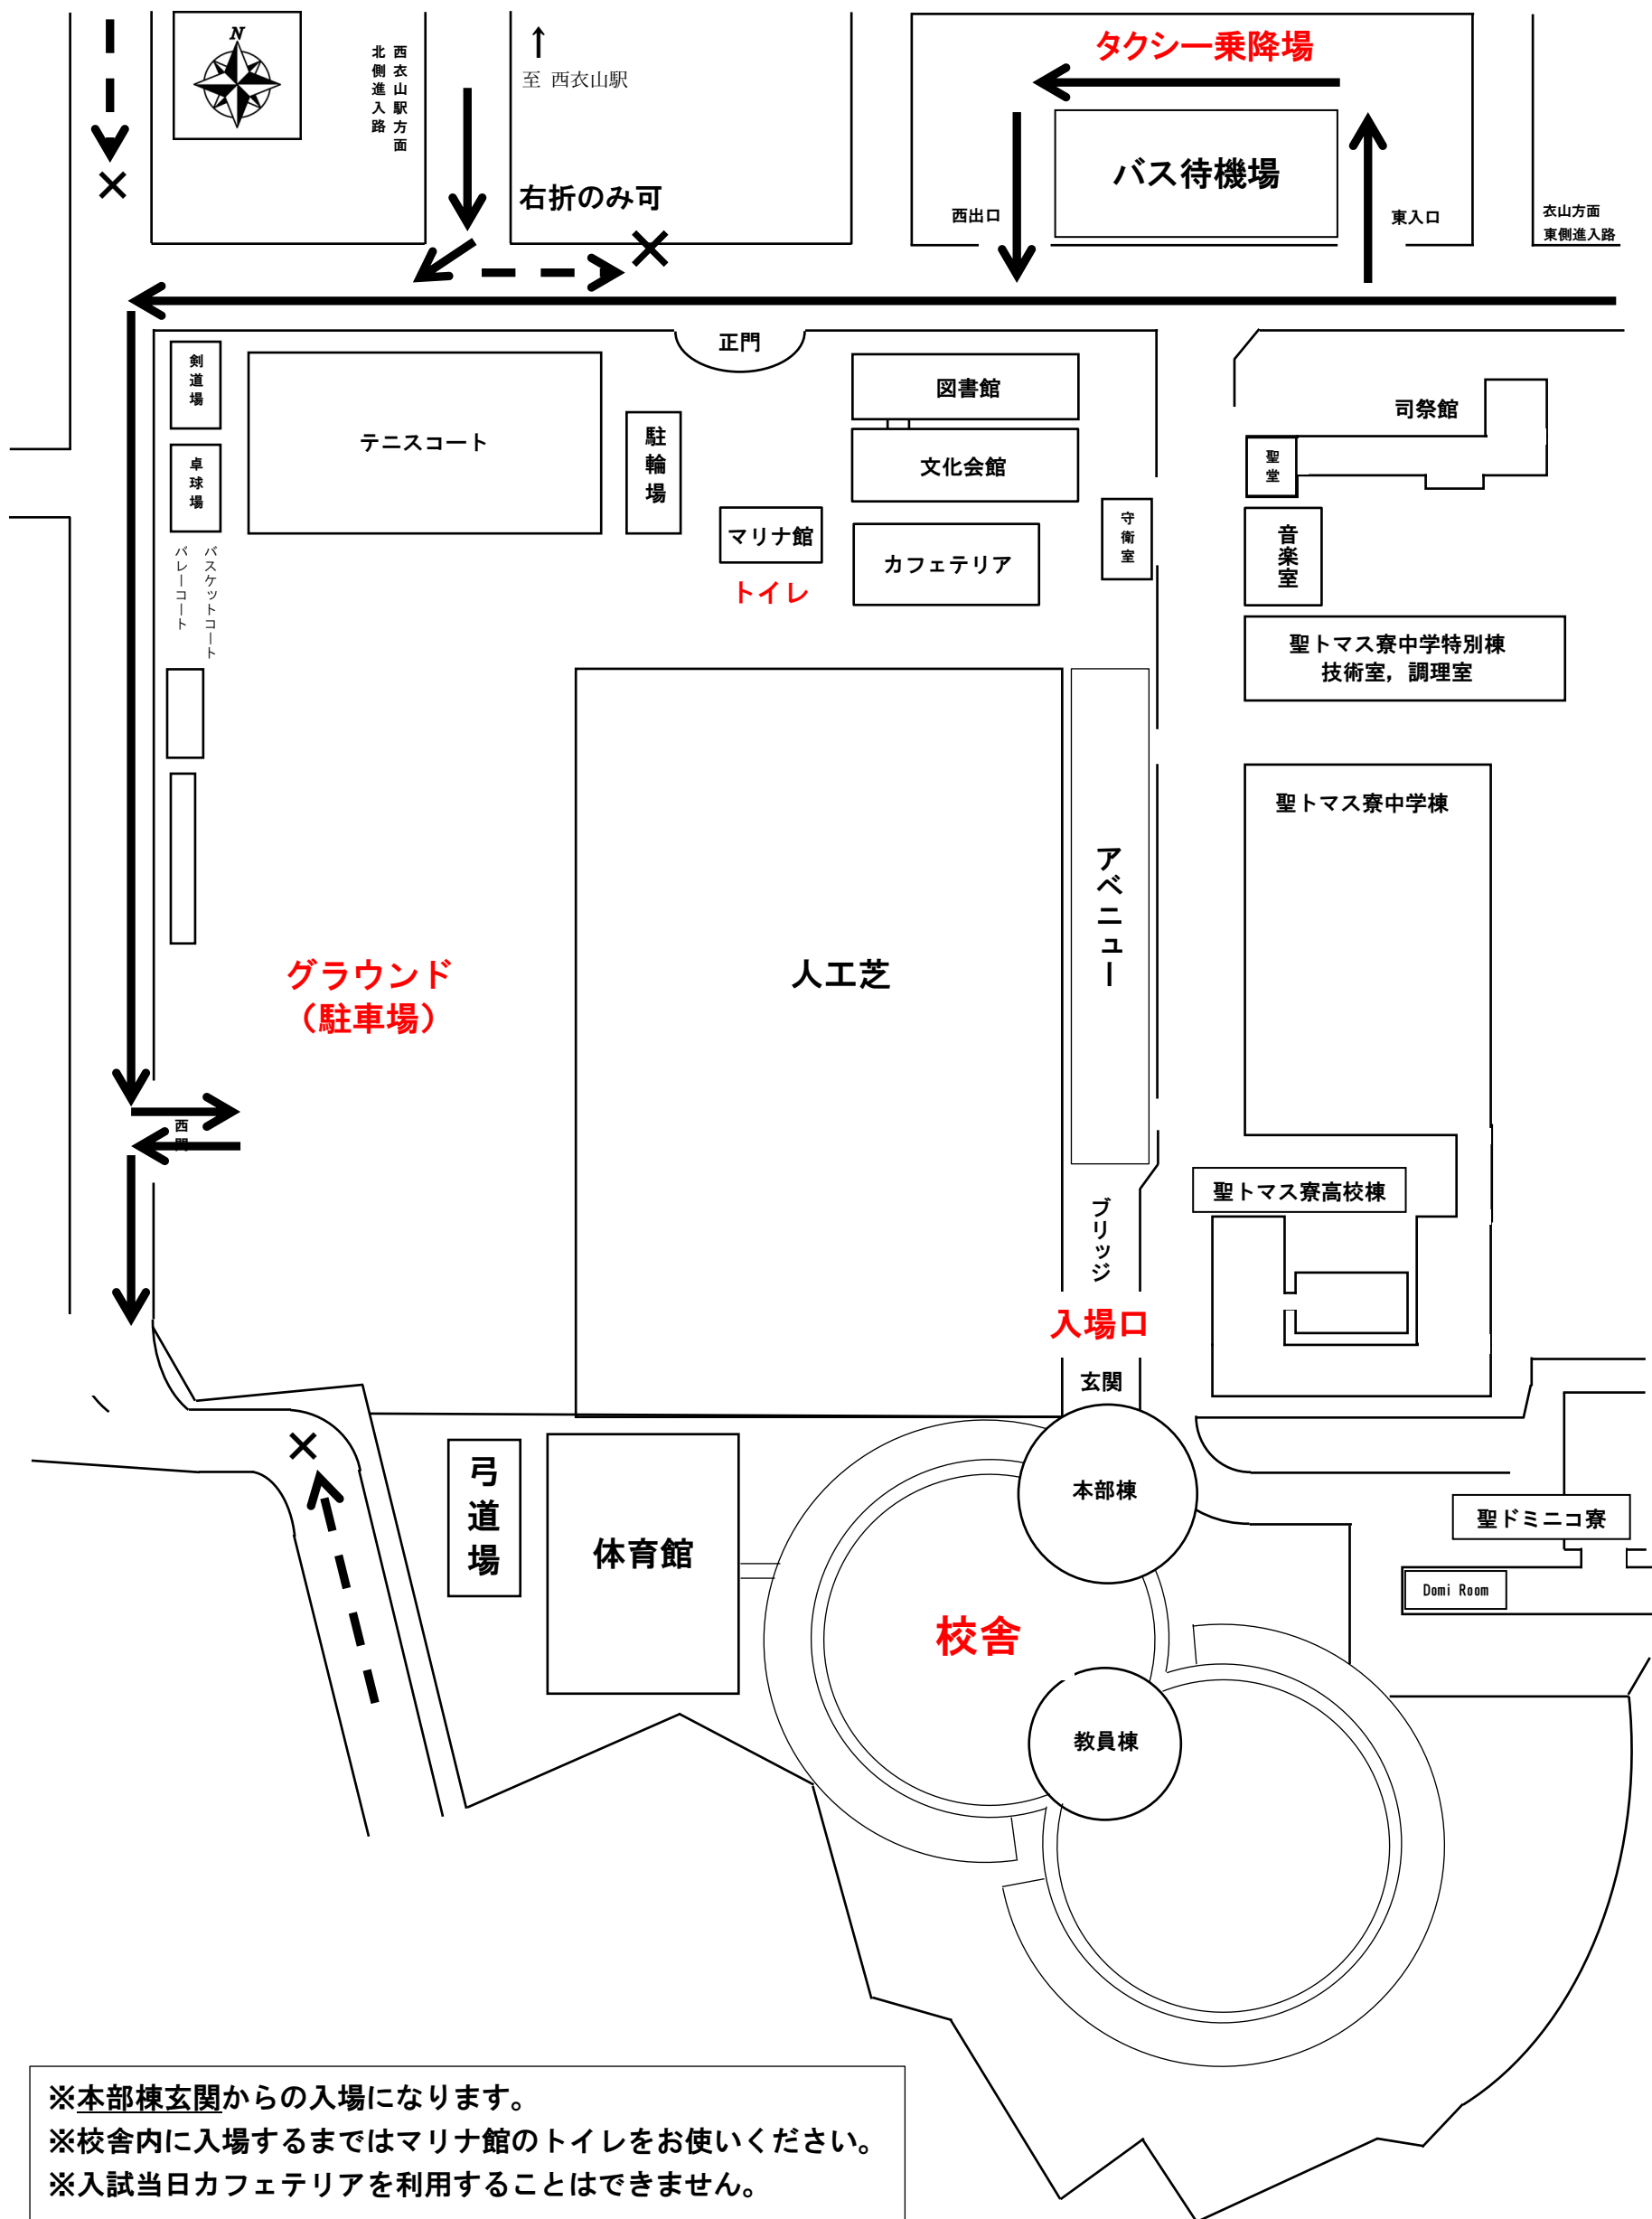 N
西衣山駅方面
北側進入路
至 西衣山駅
右折のみ可
タクシー乗降場
バス待機場
西出口
東入口
衣山方面
東側進入路
正門
剣道場
テニスコート
駐輪場
図書館
文化会館
司祭館
聖堂
卓球場
マリナ館
トイレ
カフェテリア
守衛室
音楽室
バスケットコート
バレーコート
聖トマス寮中学特別棟
技術室，調理室
聖トマス寮中学棟
アベニュー
グラウンド
（駐車場）
人工芝
西門
聖トマス寮高校棟
ブリッジ
入場口
玄関
弓道場
体育館
本部棟
聖ドミニコ寮
Domi Room
校舎
教員棟
※本部棟玄関からの入場になります。
※校舎内に入場するまではマリナ館のトイレをお使いください。
※入試当日カフェテリアを利用することはできません。